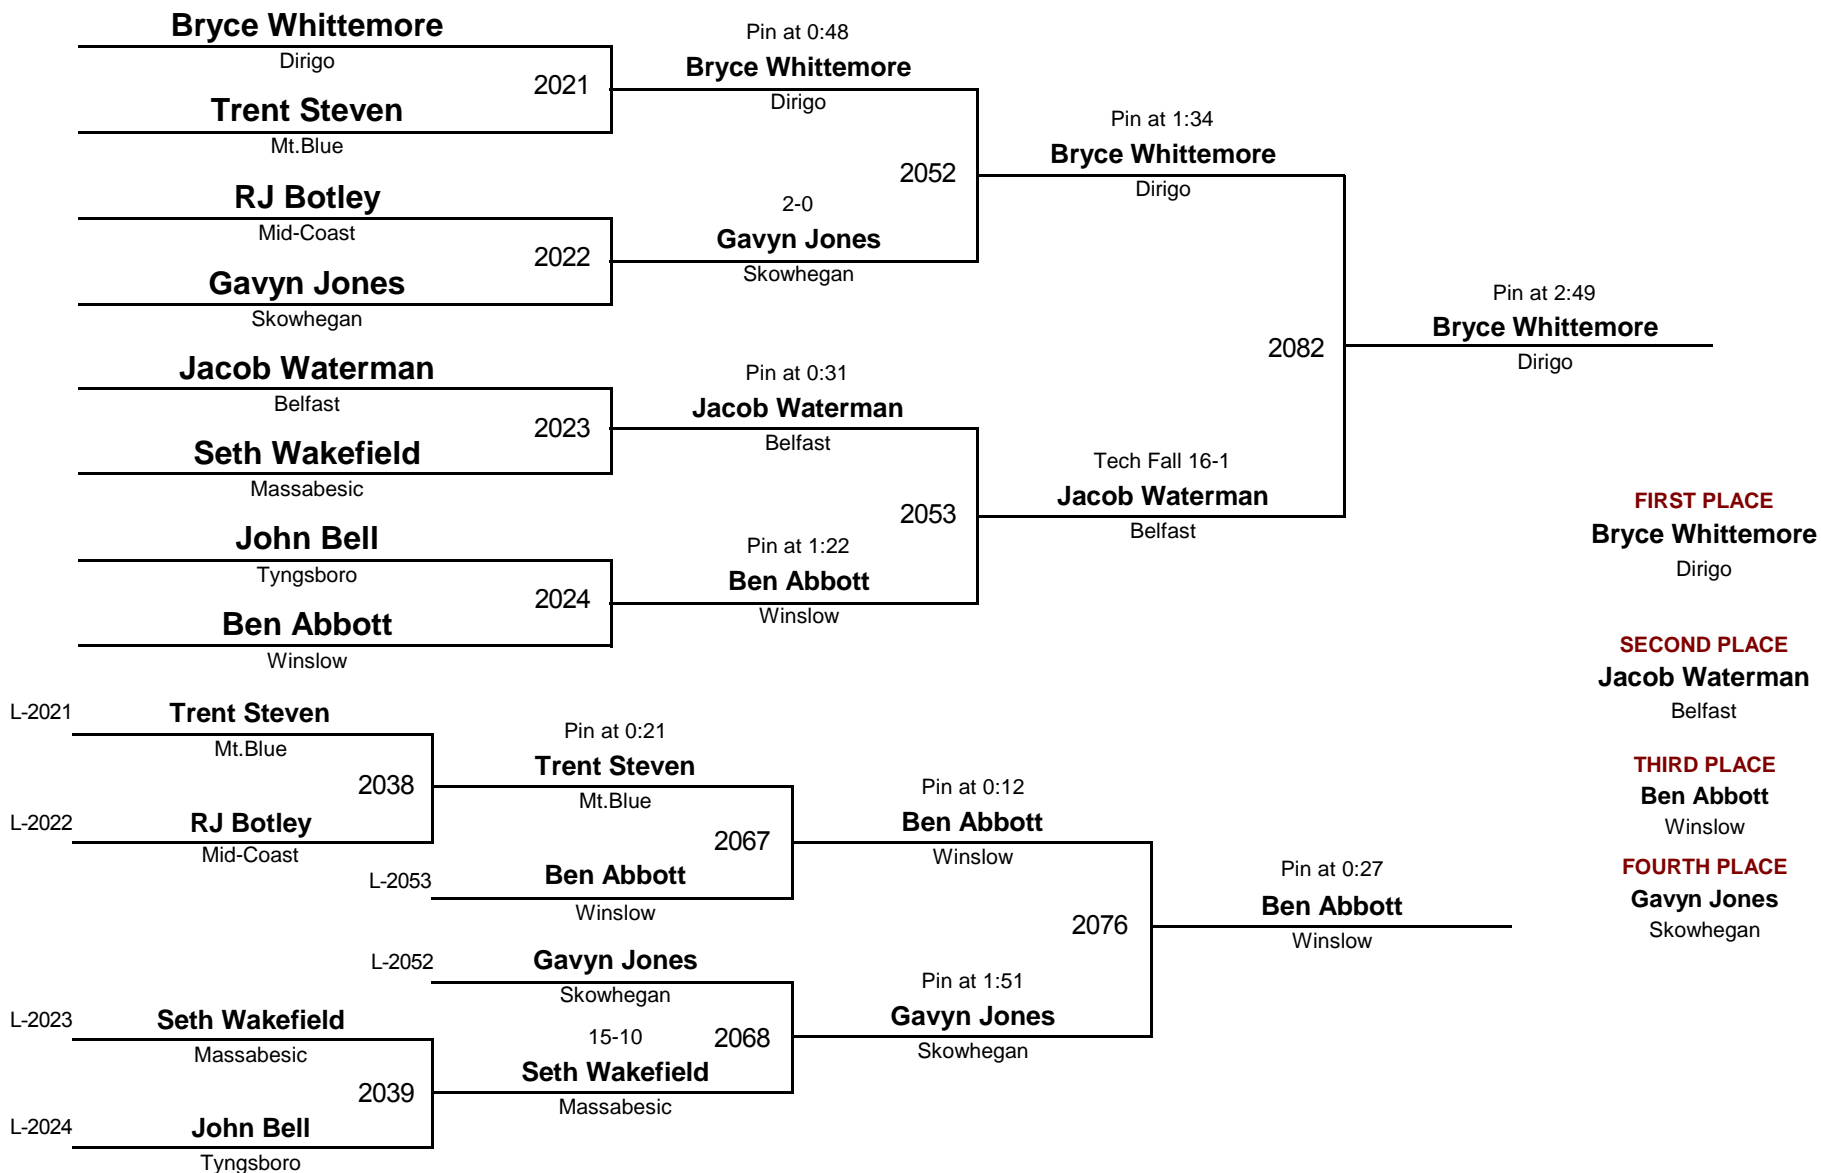 Bryce Whittemore
Dirigo
2021
Trent Steven
Mt.Blue
RJ Botley
Mid-Coast
2022
Gavyn Jones
Skowhegan
Jacob Waterman
Belfast
2023
Seth Wakefield
Massabesic
John Bell
Tyngsboro
2024
Ben Abbott
Winslow
Pin at 0:48
Bryce Whittemore
Dirigo
2052
2-0
Gavyn Jones
Skowhegan
Pin at 0:31
Jacob Waterman
Belfast
2053
Pin at 1:22
Ben Abbott
Winslow
Pin at 1:34
Bryce Whittemore
Dirigo
2082
Tech Fall 16-1
Jacob Waterman
Belfast
Pin at 2:49
Bryce Whittemore
Dirigo
FIRST PLACE
Bryce Whittemore
Dirigo
SECOND PLACE
Jacob Waterman
Belfast
THIRD PLACE
Ben Abbott
Winslow
FOURTH PLACE
Gavyn Jones
Skowhegan
L-2021
Trent Steven
Mt.Blue
2038
L-2022
RJ Botley
Mid-Coast
Pin at 0:21
Trent Steven
Mt.Blue
2067
L-2053
Ben Abbott
Winslow
L-2052
Gavyn Jones
Skowhegan
2068
15-10
Seth Wakefield
Massabesic
L-2023
Seth Wakefield
Massabesic
2039
L-2024
John Bell
Tyngsboro
Pin at 0:12
Ben Abbott
Winslow
2076
Pin at 1:51
Gavyn Jones
Skowhegan
Pin at 0:27
Ben Abbott
Winslow